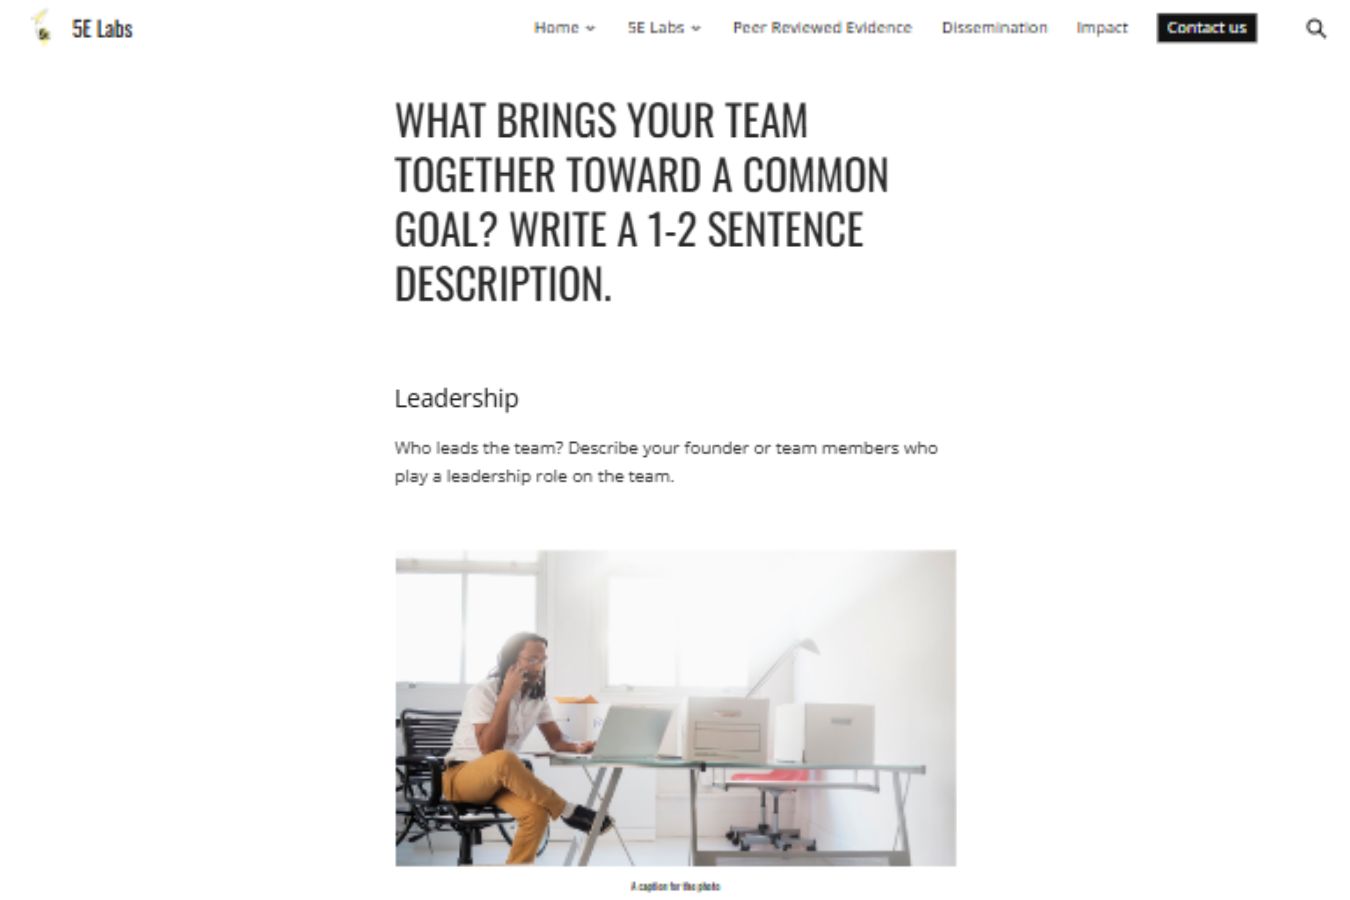 5E Labs
Home
5E Labs
Peer Reviewed Evidence
Dissemination
Impact
Contact us
WHAT BRINGS YOUR TEAM
TOGETHER TOWARD A COMMON
GOAL? WRITE A 1-2 SENTENCE
DESCRIPTION.
Leadership
Who leads the team? Describe your founder or team members who
play a leadership role on the team.
A caption for the photo